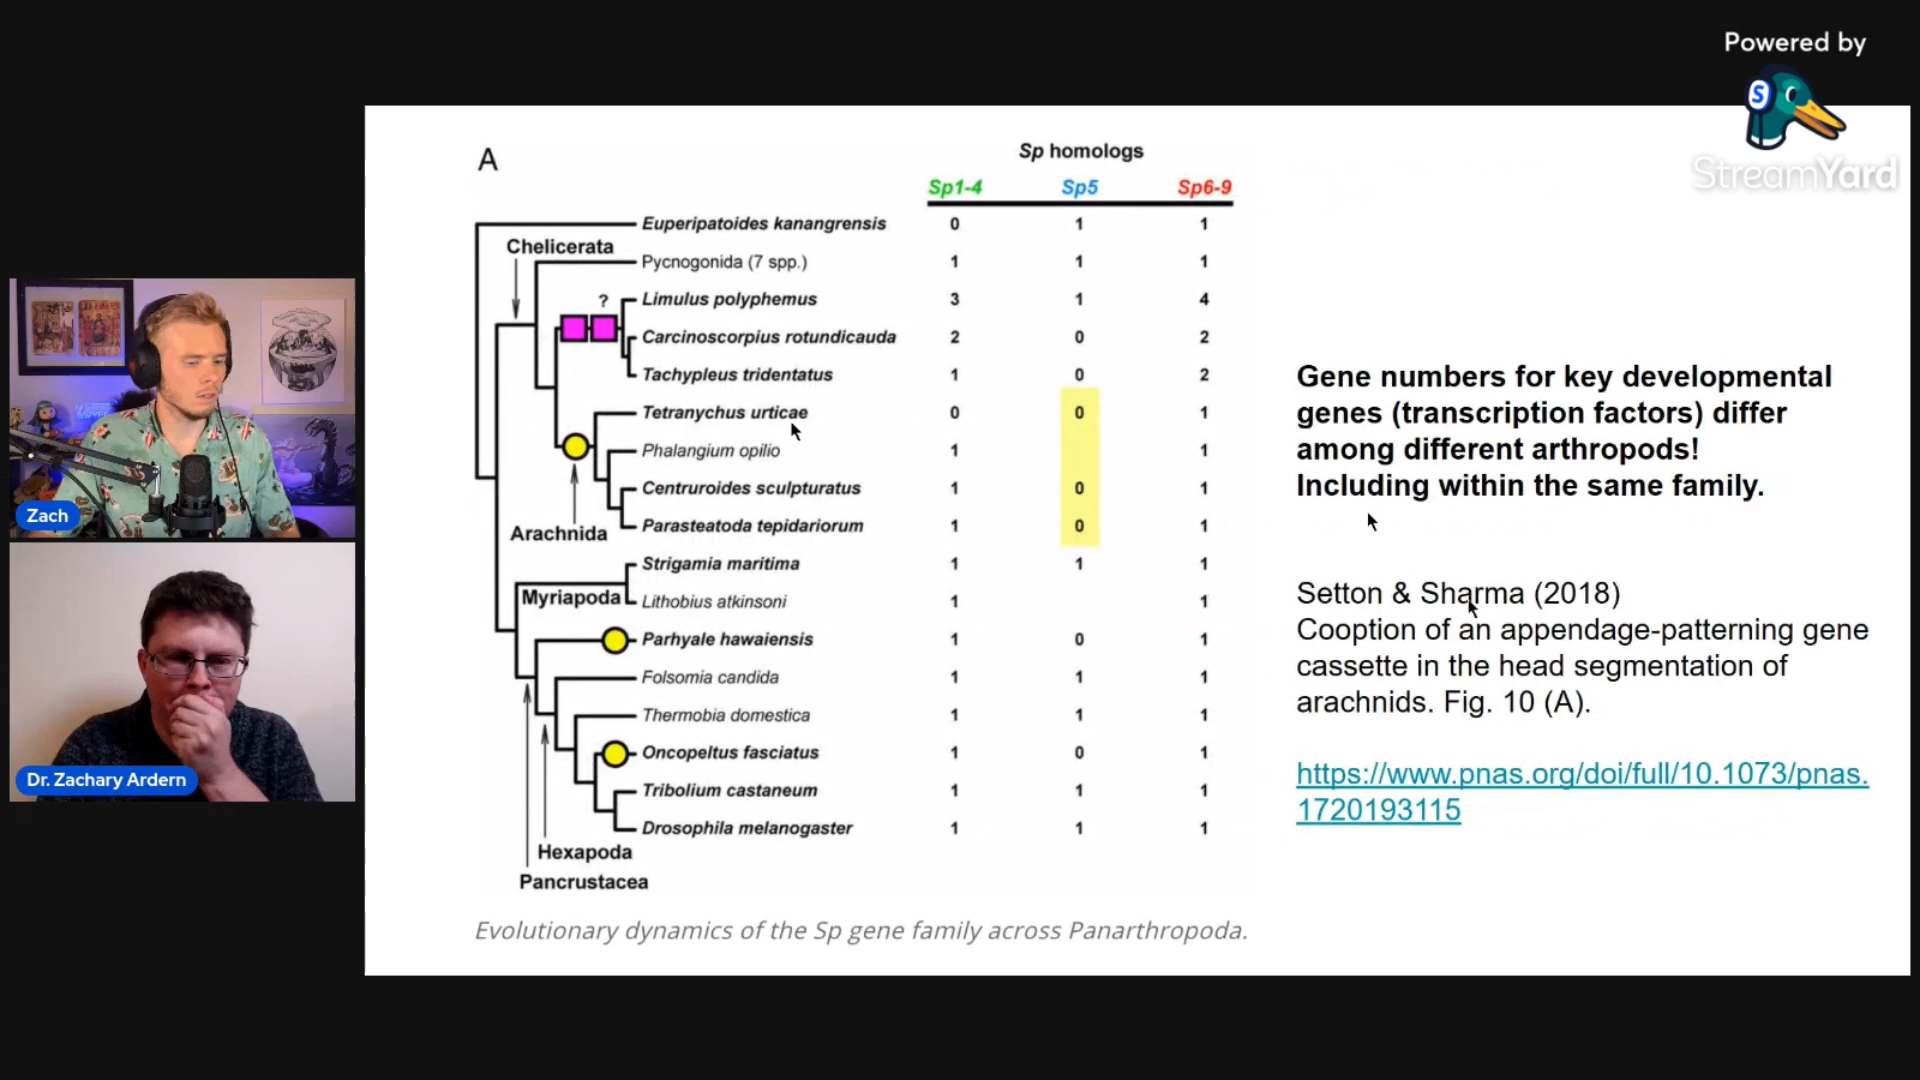 Powered by
StreamYard
A
Sp homologs
Sp1-4 Sp5 Sp6-9
Euperipatoides kanangrensis 0 1 1
Chelicerata
Pycnogonida (7 spp.) 1 1 1
?
Limulus polyphemus 3 1 4
Carcinoscorpius rotundicauda 2 0 2
Tachypleus tridentatus 1 0 2
Tetranychus urticae 0 0 1
Phalangium opilio 1 1
Centruroides sculpturatus 1 0 1
Parasteatoda tepidariorum 1 0 1
Arachnida
Strigamia maritima 1 1 1
Myriapoda
Lithobius atkinsoni 1 1
Parhyale hawaiensis 1 0 1
Folsomia candida 1 1 1
Thermobia domestica 1 1 1
Oncopeltus fasciatus 1 0 1
Tribolium castaneum 1 1 1
Drosophila melanogaster 1 1 1
Hexapoda
Pancrustacea
Evolutionary dynamics of the Sp gene family across Panarthropoda.
Gene numbers for key developmental
genes (transcription factors) differ
among different arthropods!
Including within the same family.
Setton & Sharma (2018)
Cooption of an appendage-patterning gene
cassette in the head segmentation of
arachnids. Fig. 10 (A).
https://www.pnas.org/doi/full/10.1073/pnas.
1720193115
Zach
Dr. Zachary Ardern